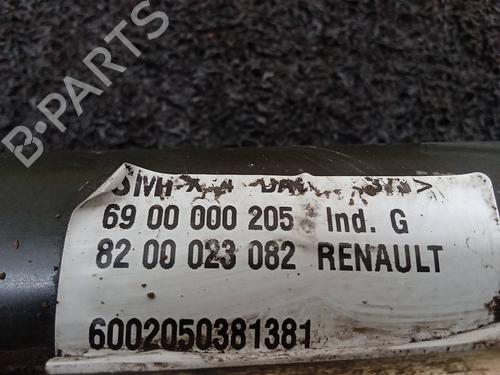 B-PARTS
69 00 000 205 Ind. G
82 00 023 082 RENAULT
6002050381381